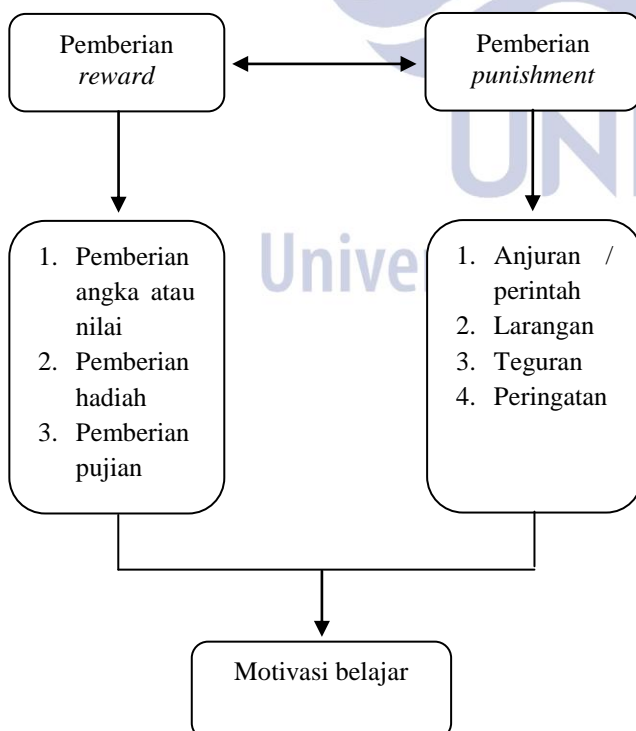 Pemberian
reward
Pemberian
punishment
UNI
Univer
1. Pemberian
angka atau
nilai
2. Pemberian
hadiah
3. Pemberian
pujian
1. Anjuran /
perintah
2. Larangan
3. Teguran
4. Peringatan
Motivasi belajar